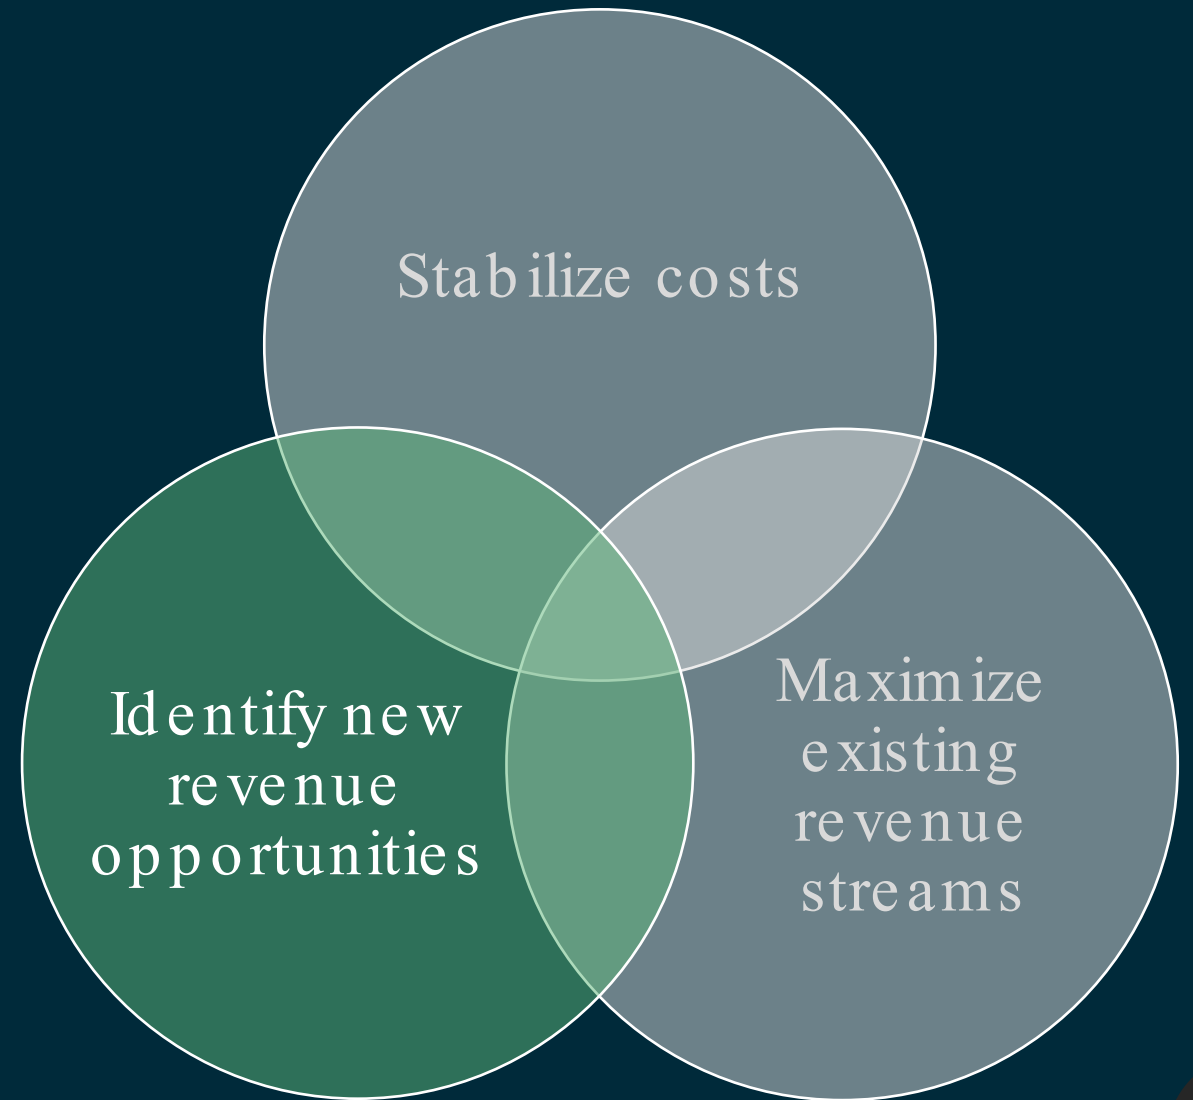 Stabilize costs
Identify new
revenue
opportunities
Maximize
existing
revenue
streams